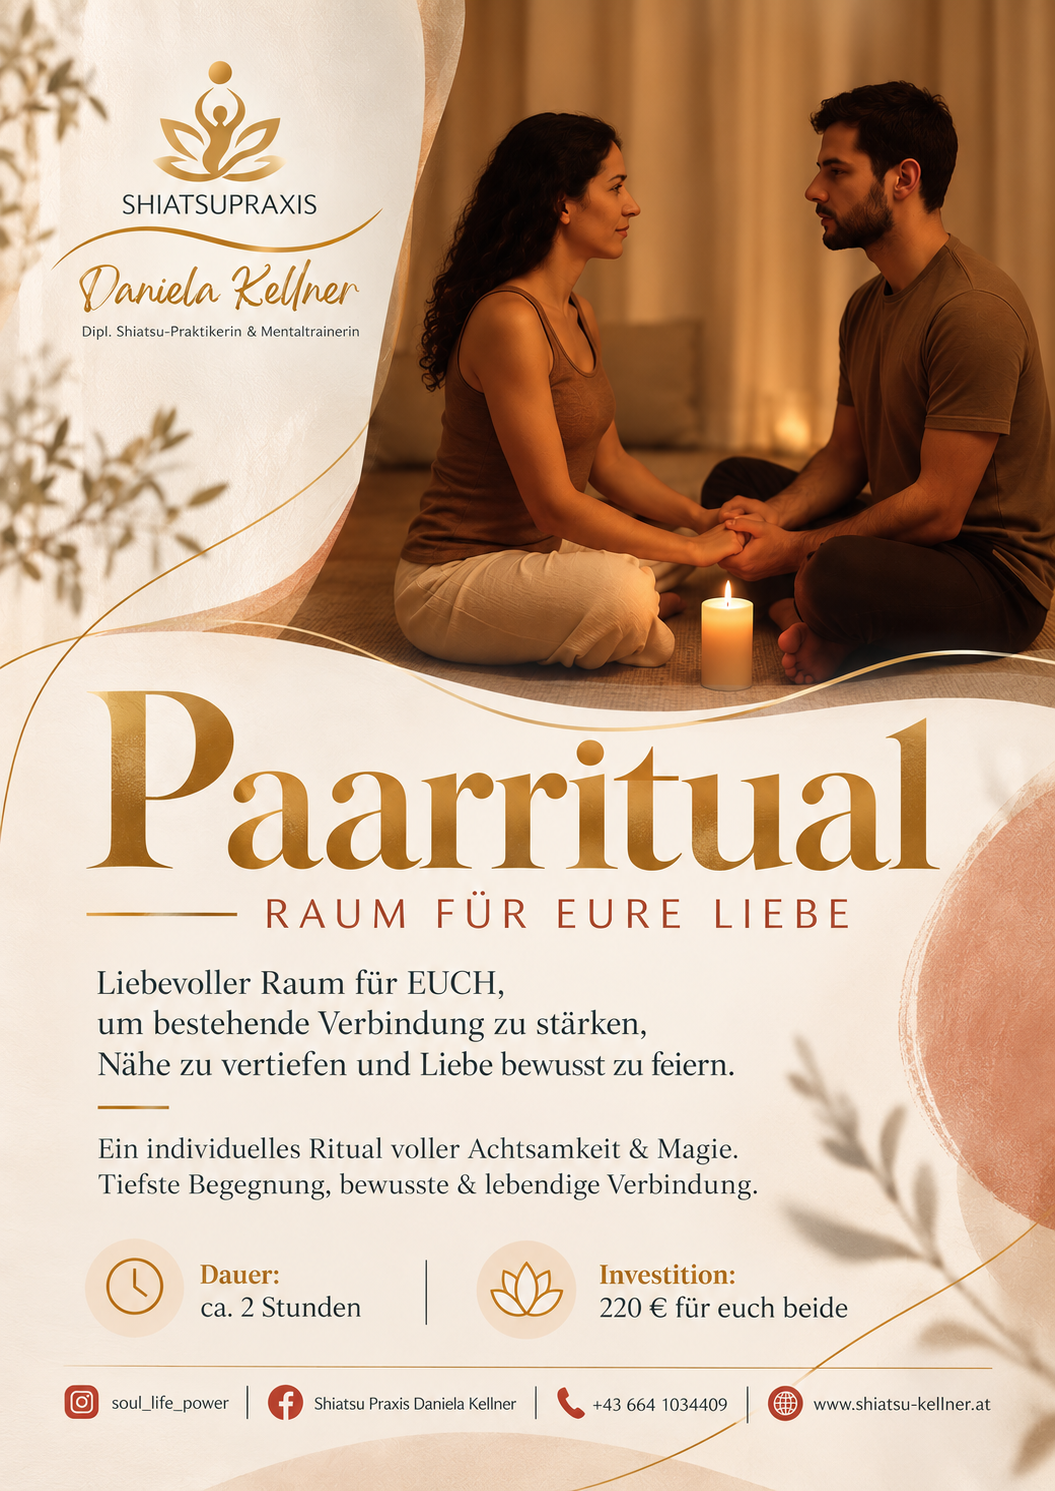 SHIATSUPRAXIS
Daniela Kellner
Dipl. Shiatsu-Praktikerin & Mentaltrainerin
Paarritual
RAUM FÜR EURE LIEBE
Liebevoller Raum für EUCH,
um bestehende Verbindung zu stärken,
Nähe zu vertiefen und Liebe bewusst zu feiern.
Ein individuelles Ritual voller Achtsamkeit & Magie.
Tiefste Begegnung, bewusste & lebendige Verbindung.
Dauer:
ca. 2 Stunden
Investition:
220 € für euch beide
soul_life_power
Shiatsu Praxis Daniela Kellner
+43 664 1034409
www.shiatsu-kellner.at